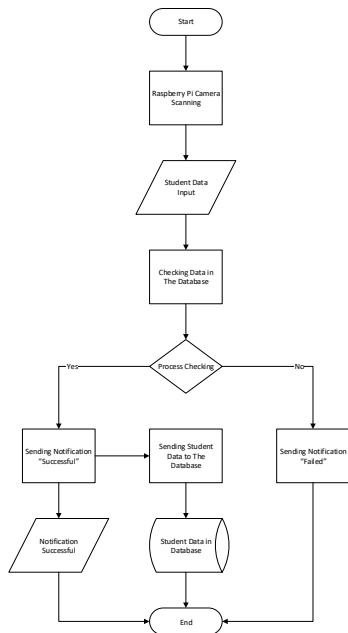 Start
Raspberry Pi Camera
Scanning
Student Data
Input
Checking Data in
The Database
Process Checking
Yes
No
Sending Notification
“Successful”
Sending Student
Data to The
Database
Sending Notification
“Failed”
Notification
Successful
Student Data in
Database
End